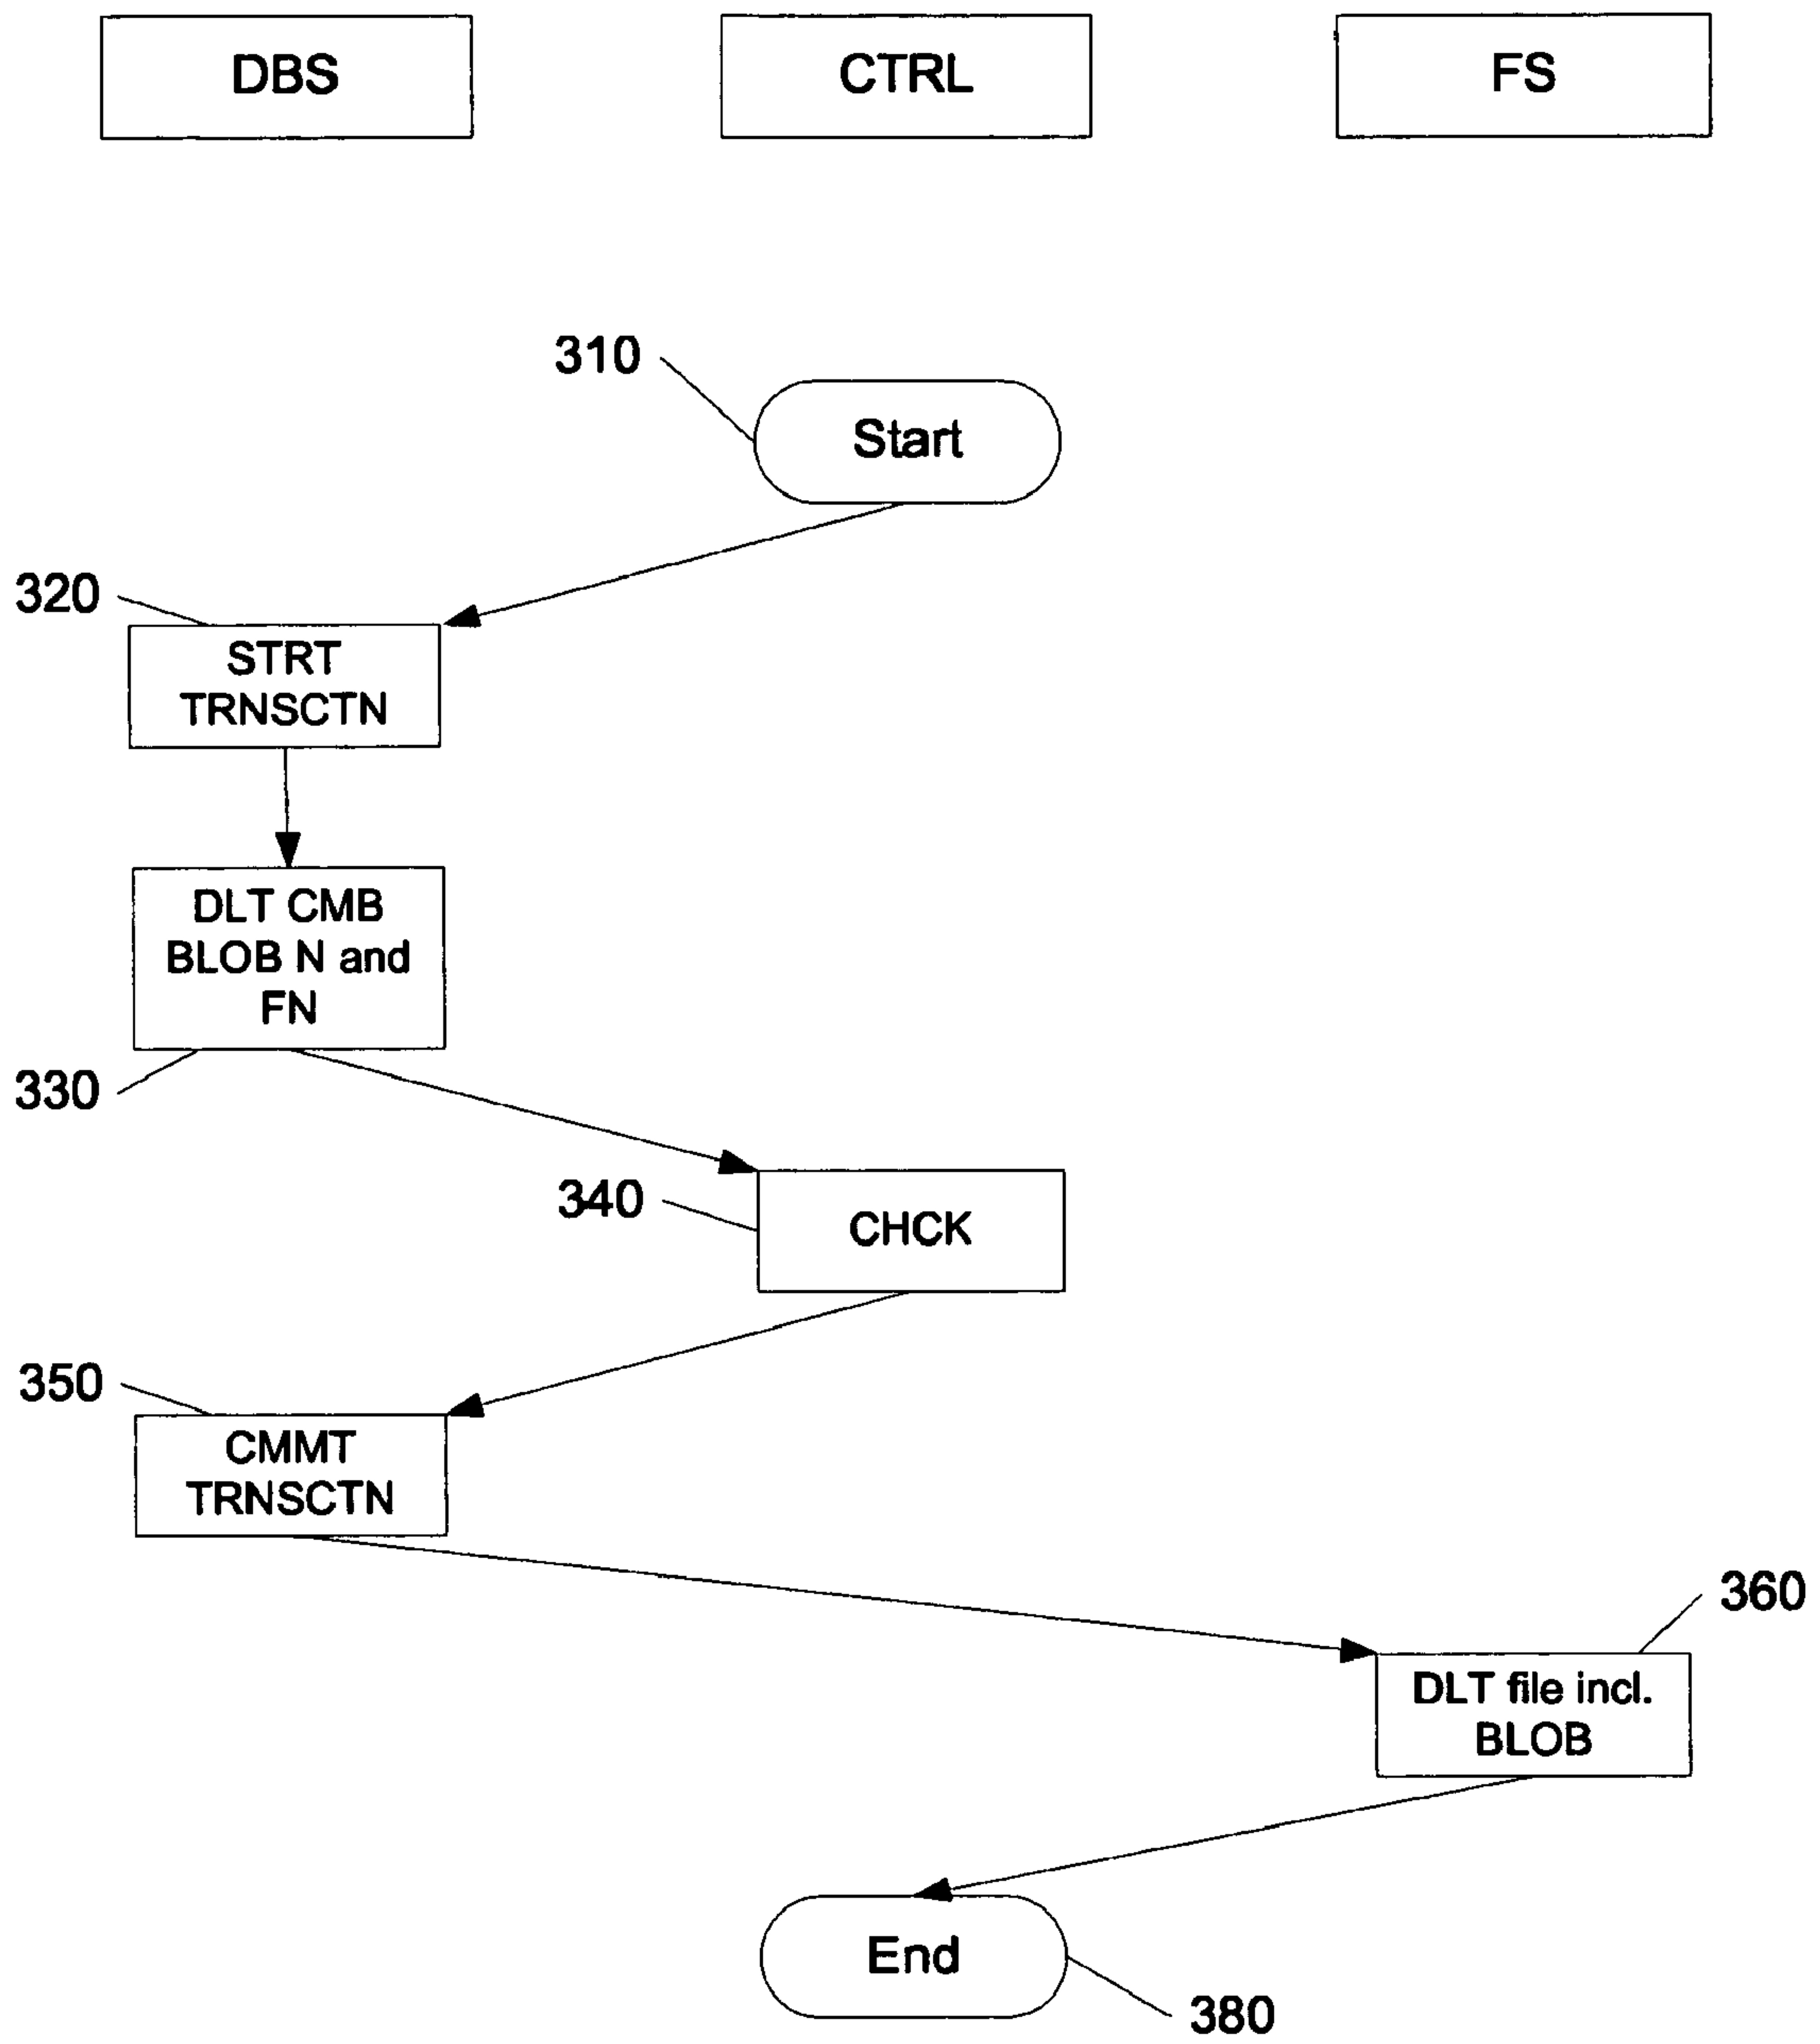 DBS
CTRL
FS
310
Start
320
STRT
TRNSCTN
DLT CMB
BLOB N and
FN
330
340
CHCK
350
CMMT
TRNSCTN
360
DLT file incl.
BLOB
End
380